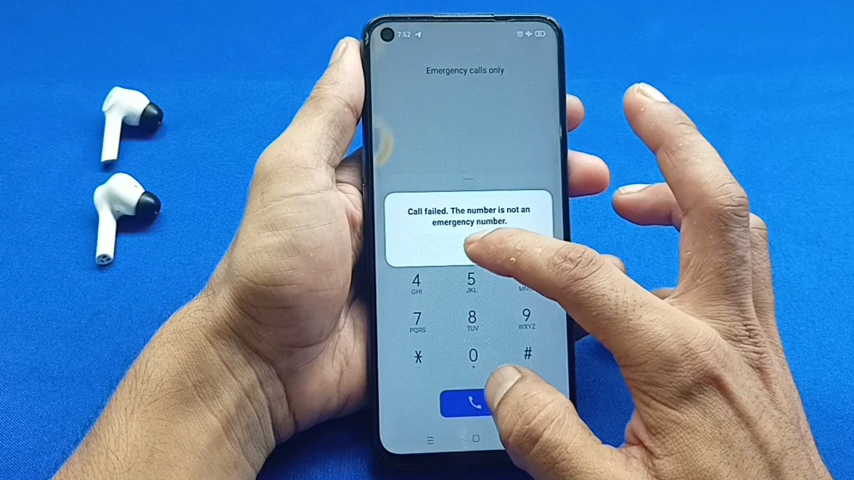 7:52
Emergency calls only
Call failed. The number is not an
emergency number.
4 5
GHI JKL
7 8 9
PQRS TUV WXYZ
* 0 #
+